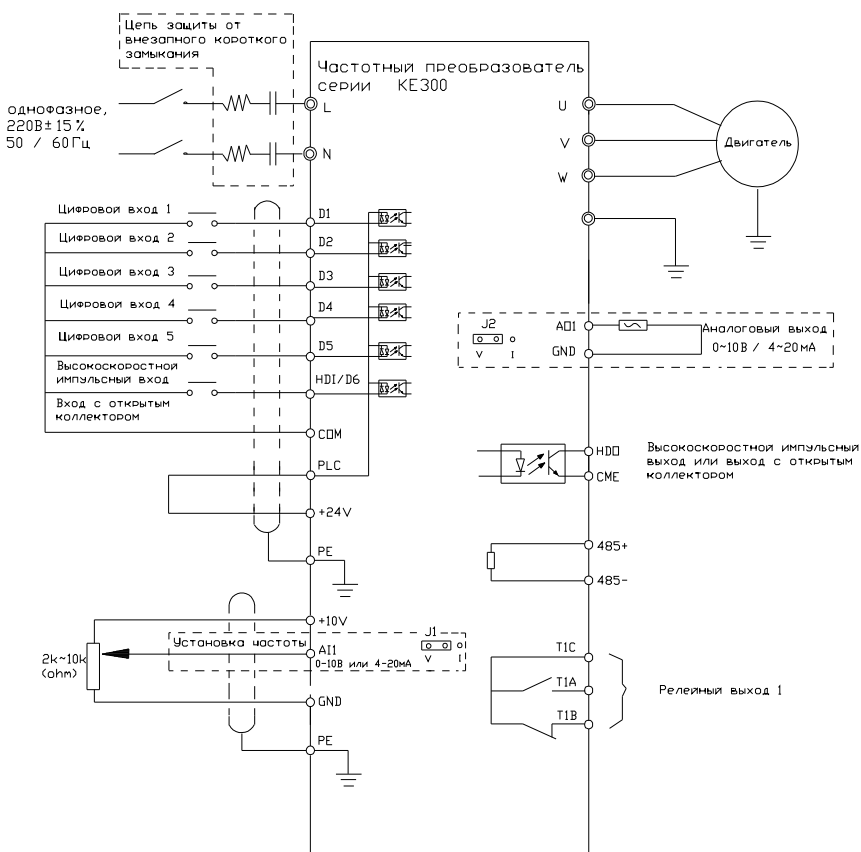 Цепь защиты от
внезапного короткого
замыкания
Частотный преобразователь
серии KE300
однофазное,
220В±15%
50 / 60Гц
L
N
U
V
W
Двигатель
Цифровой вход 1
D1
Цифровой вход 2
D2
Цифровой вход 3
D3
Цифровой вход 4
D4
Цифровой вход 5
D5
Высокоскоростной
импульсный вход
HDI/D6
Вход с открытым
коллектором
COM
PLC
+24V
PE
J2
V I
AO1
GND
Аналоговый выход
0~10В / 4~20мА
HDO
CME
Высокоскоростной импульсный
выход или выход с открытым
коллектором
485+
485-
+10V
Установка частоты
J1
V I
AI1
0-10В или 4-20мА
2k~10k
(ohm)
GND
PE
T1C
T1A
T1B
Релейный выход 1